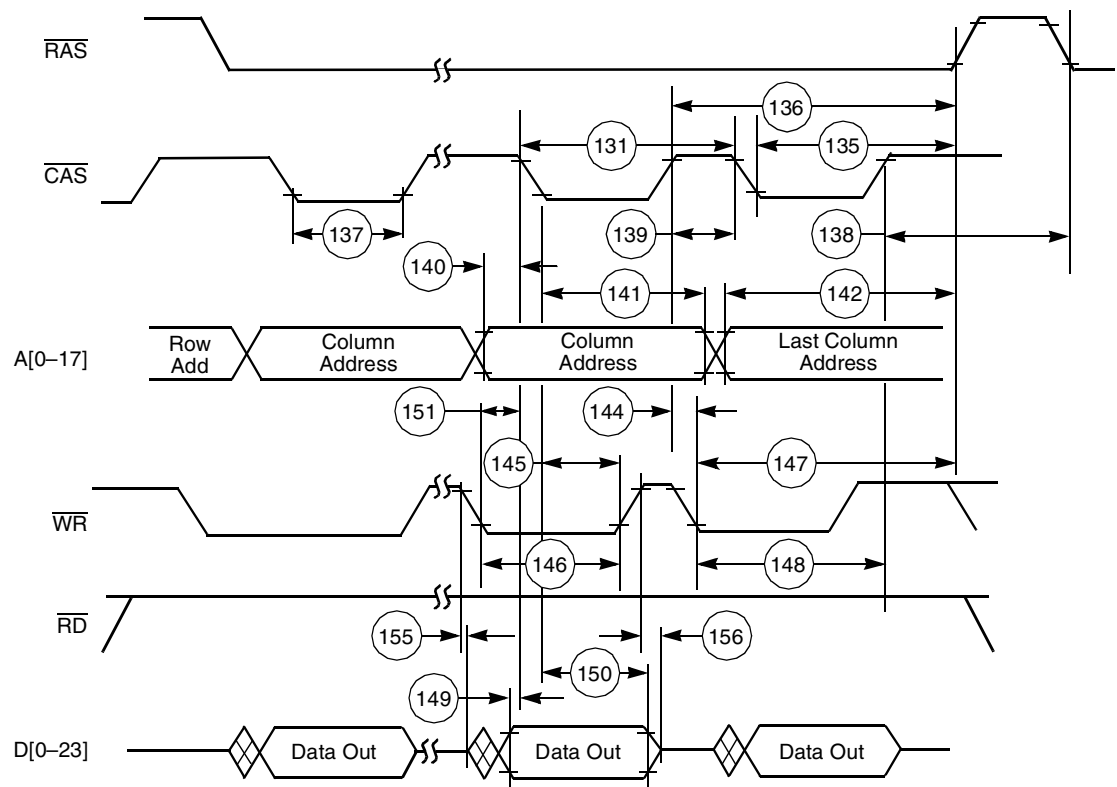 RAS
136
131
135
CAS
137
139
138
140
141
142
A[0–17]
Row
Add
Column
Address
Column
Address
Last Column
Address
151
144
145
147
WR
146
148
RD
155
156
150
149
D[0–23]
Data Out
Data Out
Data Out